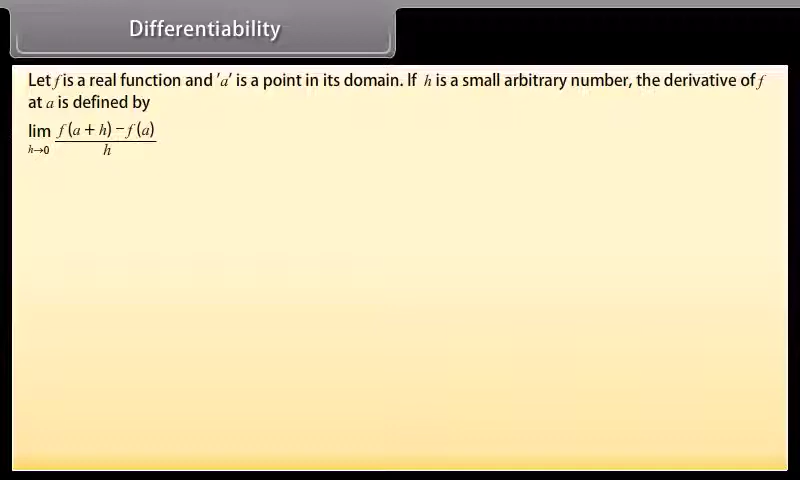 Differentiability
Let f is a real function and 'a' is a point in its domain. If h is a small arbitrary number, the derivative of f
at a is defined by
lim h→0 f(a + h) − f(a) / h